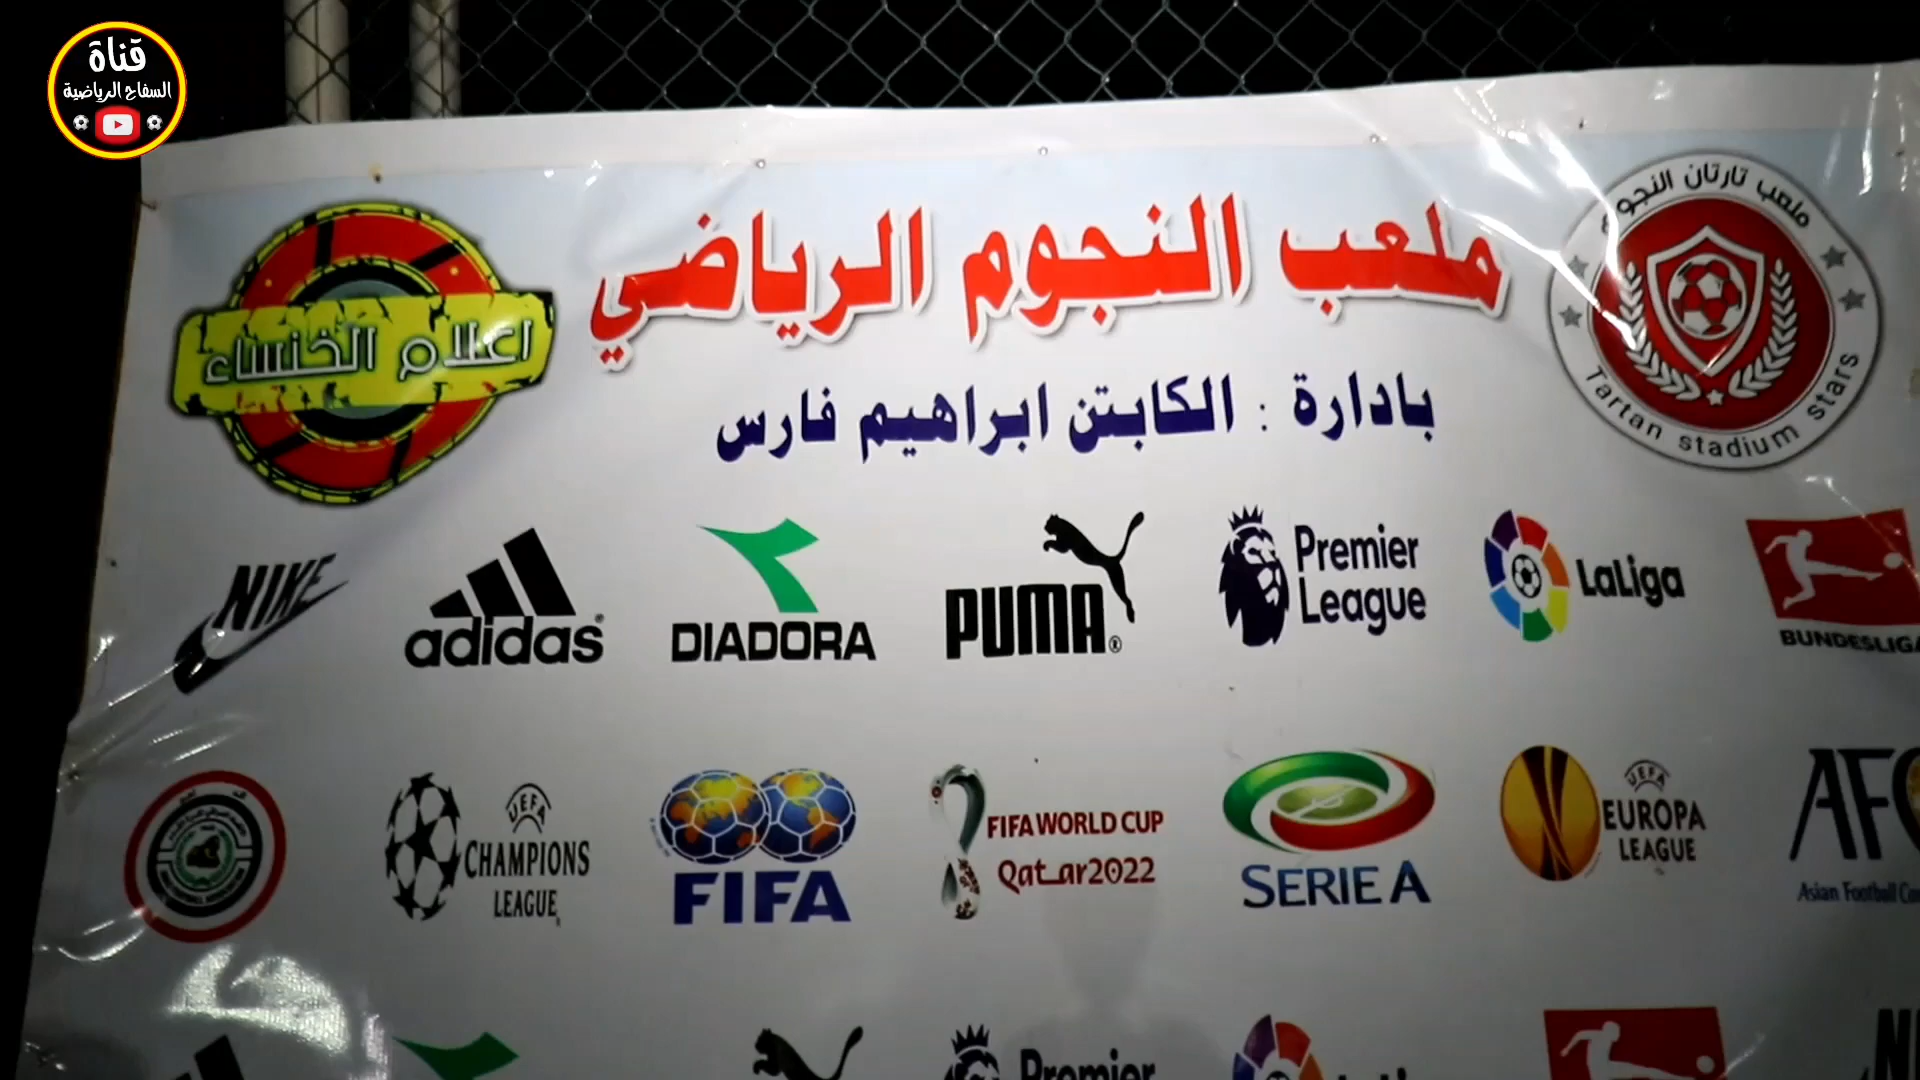 قناة
السفاح الرياضية
ملعب النجوم الرياضي
بادارة : الكابتن ابراهيم فارس
اعلام الخنساء
ملعب تارتان النجوم
Tartan stadium stars
NIKE
adidas®
DIADORA
PUMA®
Premier
League
LaLiga
BUNDESLIGA
UEFA
CHAMPIONS
LEAGUE
FIFA
FIFA WORLD CUP
Qatar2022
SERIE A
UEFA
EUROPA
LEAGUE
AFC
Asian Football
Premier